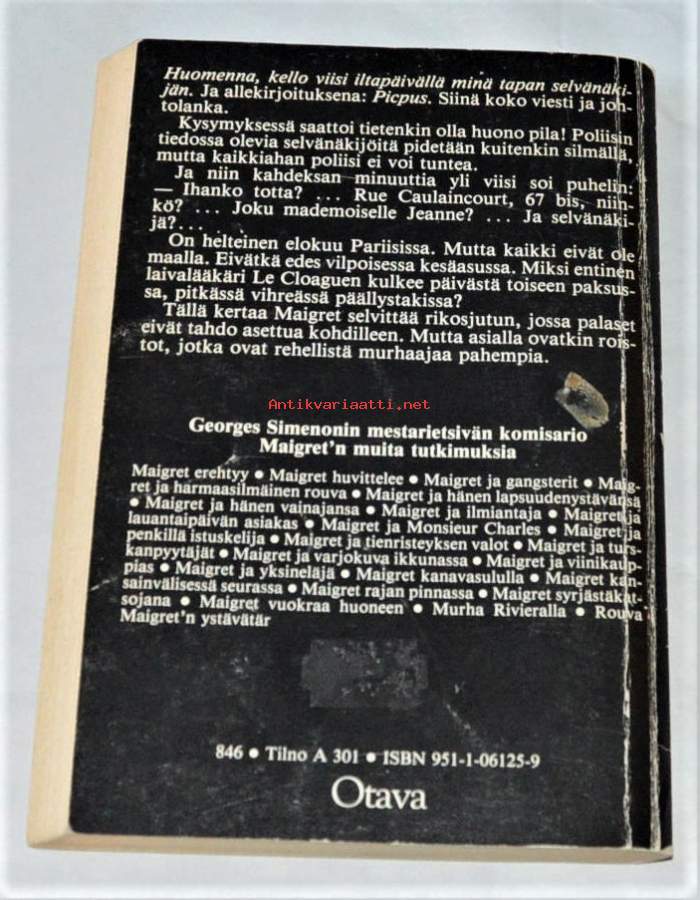 Huomenna, kello viisi iltapäivällä minä tapan selvänäki-
jän. Ja allekirjoituksena: Picpus. Siinä koko viesti ja joh-
tolanka.
Kysymyksessä saattoi tietenkin olla huono pila! Poliisin
tiedossa olevia selvänäkijöitä pidetään kuitenkin silmällä,
mutta kaikkiahan poliisi ei voi tuntea.
Ja niin kahdeksan minuuttia yli viisi soi puhelin:
— Ihanko totta? ... Rue Caulaincourt, 67 bis, niin-
kö? ... Joku mademoiselle Jeanne? ... Ja selvänäki-
jä?... ...
On helteinen elokuu Pariisissa. Mutta kaikki eivät ole
maalla. Eivätkä edes vilpoisessa kesäasussa. Miksi entinen
laivalääkäri Le Cloaguen kulkee päivästä toiseen paksus-
sa, pitkässä vihreässä päällystakissa?
Tällä kertaa Maigret selvittää rikosjutun, jossa palaset
eivät tahdo asettua kohdilleen. Mutta asialla ovatkin rois-
tot, jotka ovat rehellistä murhaajaa pahempia.
Antikvariaatti.net
Georges Simenonin mestarietsivän komisario
Maigret'n muita tutkimuksia
Maigret erehtyy • Maigret huvittelee • Maigret ja gangsterit • Maig-
ret ja harmaasilmäinen rouva • Maigret ja hänen lapsuudenystävänsä
• Maigret ja hänen vainajansa • Maigret ja ilmiantaja • Maigret ja
lauantaipäivän asiakas • Maigret ja Monsieur Charles • Maigret ja
penkillä istuskelija • Maigret ja tienristeyksen valot • Maigret ja turs-
kanpyytäjät • Maigret ja varjokuva ikkunassa • Maigret ja viinikaup-
pias • Maigret ja yksineläjä • Maigret kanavasululla • Maigret kan-
sainvälisessä seurassa • Maigret rajan pinnassa • Maigret syrjästäkat-
sojana • Maigret vuokraa huoneen • Murha Rivieralla • Rouva
Maigret'n ystävätär
846 • Tilno A 301 • ISBN 951-1-06125-9
Otava